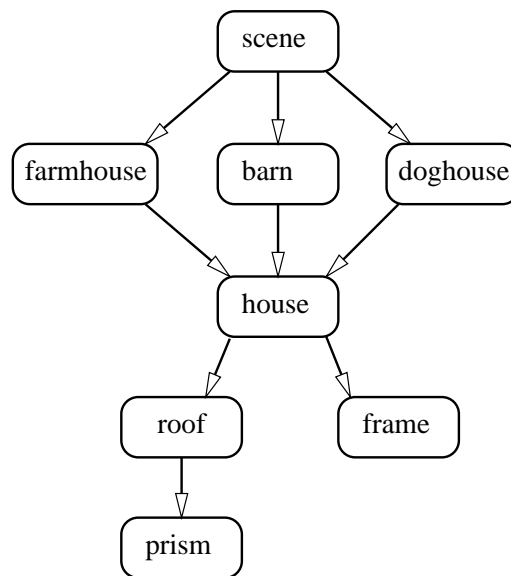 scene
farmhouse
barn
doghouse
house
roof
frame
prism